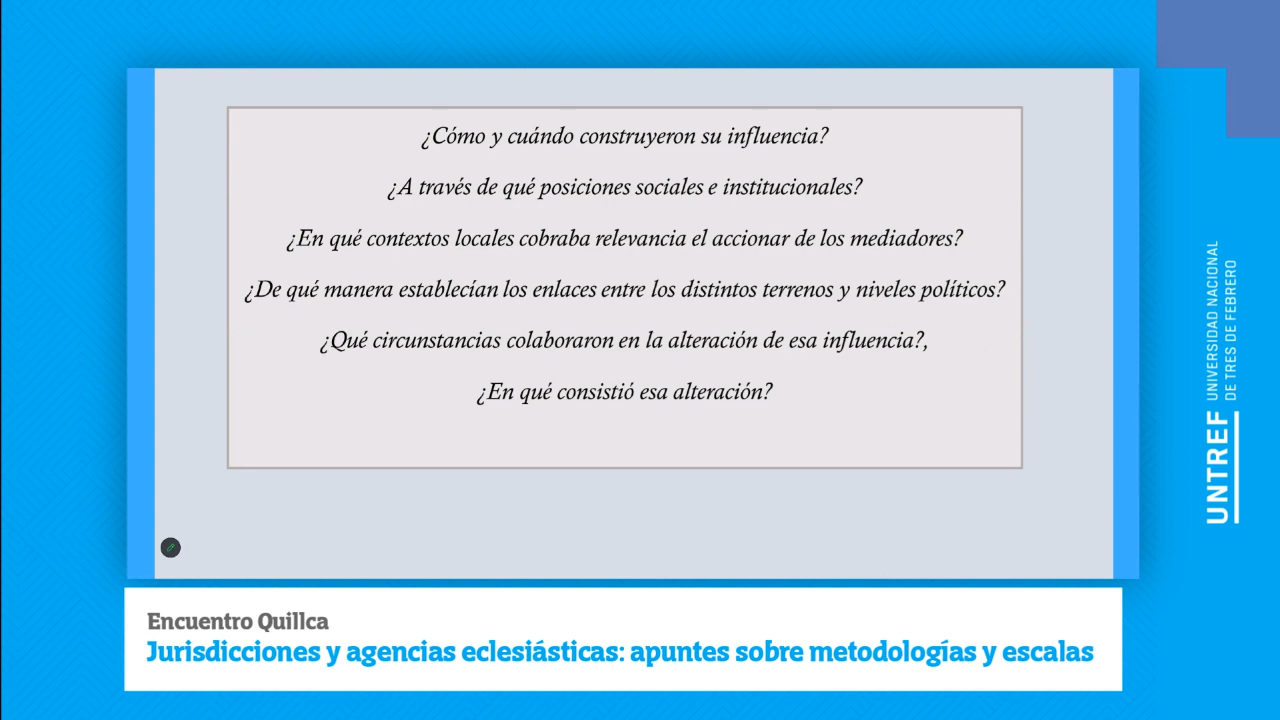 ¿Cómo y cuándo construyeron su influencia?
¿A través de qué posiciones sociales e institucionales?
¿En qué contextos locales cobraba relevancia el accionar de los mediadores?
¿De qué manera establecían los enlaces entre los distintos terrenos y niveles políticos?
¿Qué circunstancias colaboraron en la alteración de esa influencia?,
¿En qué consistió esa alteración?
Encuentro Quillca
Jurisdicciones y agencias eclesiásticas: apuntes sobre metodologías y escalas
UNTREF
UNIVERSIDAD NACIONAL
DE TRES DE FEBRERO